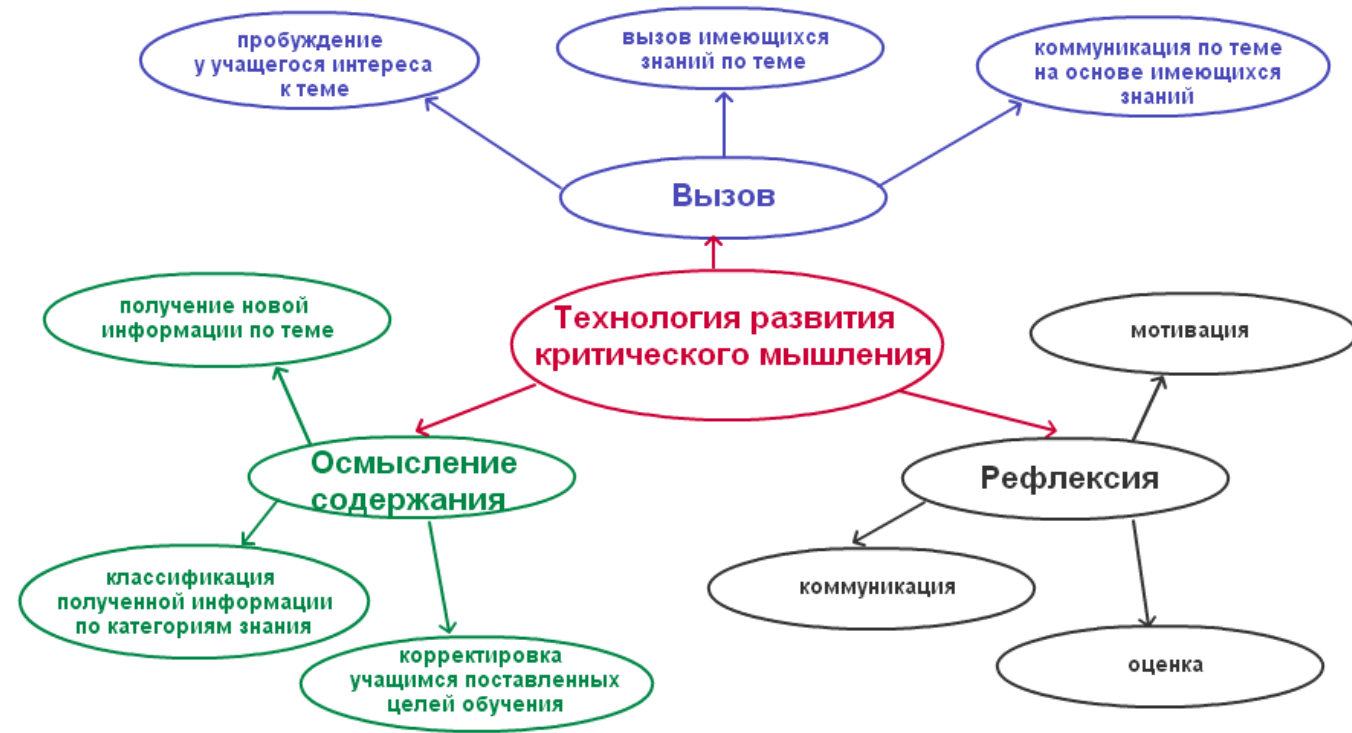 пробуждение
у учащегося интереса
к теме
вызов имеющихся
знаний по теме
коммуникация по теме
на основе имеющихся
знаний
Вызов
Технология развития
критического мышления
получение новой
информации по теме
мотивация
Осмысление
содержания
Рефлексия
классификация
полученной информации
по категориям знания
коммуникация
корректировка
учащимся поставленных
целей обучения
оценка